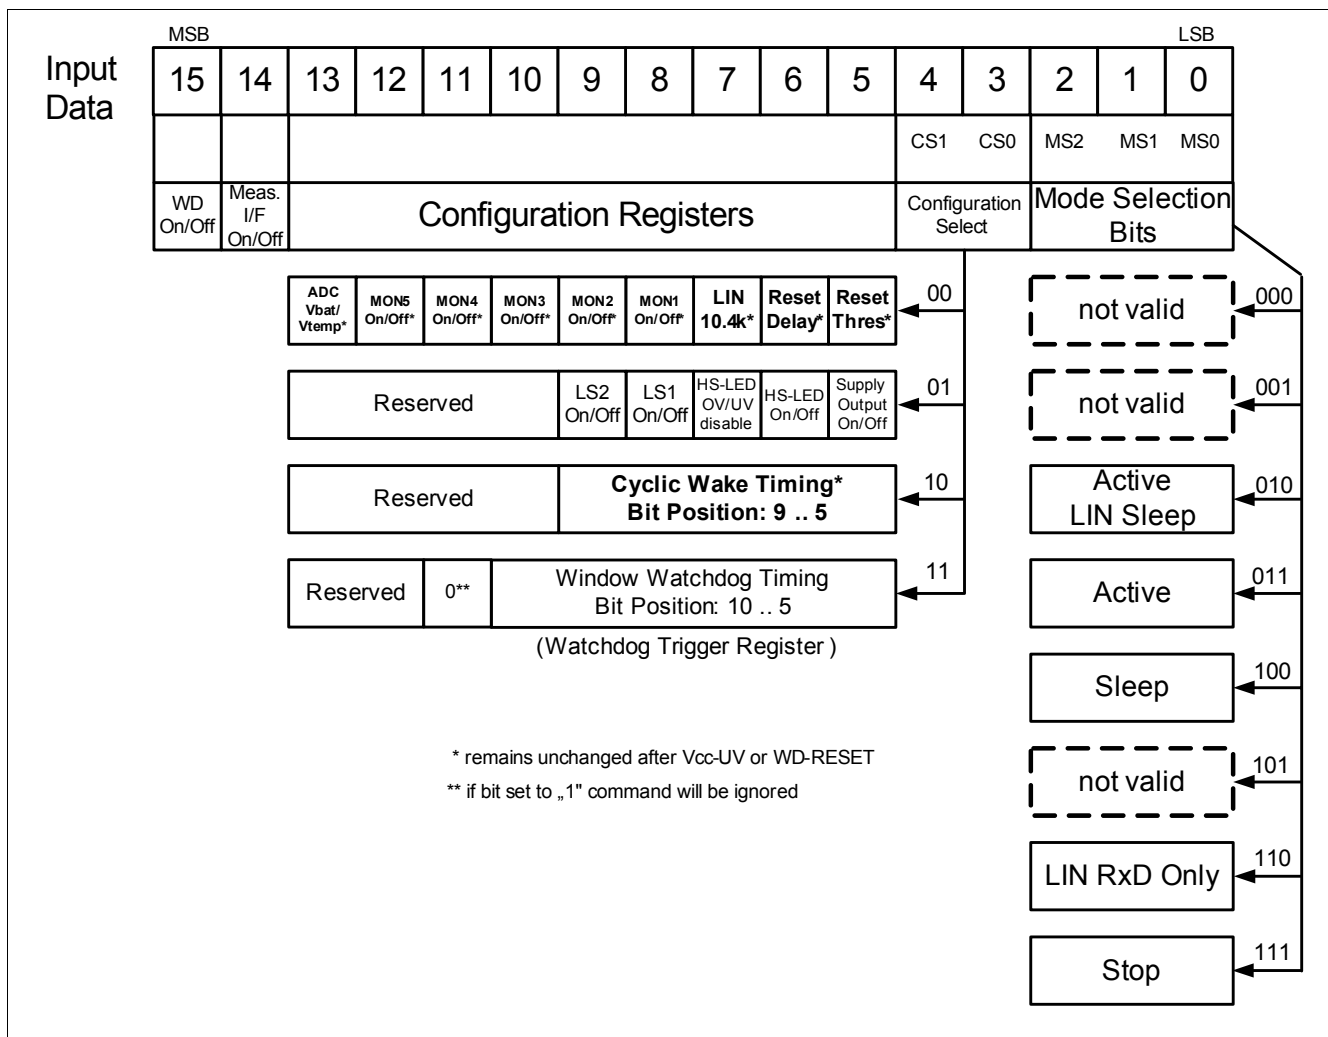 MSB
LSB
Input
Data
15 14 13 12 11 10 9 8 7 6 5 4 3 2 1 0
CS1 CS0 MS2 MS1 MS0
WD
On/Off
Meas.
I/F
On/Off
Configuration Registers
Configuration
Select
Mode Selection
Bits
ADC
Vbat/
Vtemp*
MON5
On/Off*
MON4
On/Off*
MON3
On/Off*
MON2
On/Off*
MON1
On/Off*
LIN
10.4k*
Reset
Delay*
Reset
Thres*
00
not valid
000
Reserved
LS2
On/Off
LS1
On/Off
HS-LED
OV/UV
disable
HS-LED
On/Off
Supply
Output
On/Off
01
not valid
001
Reserved
Cyclic Wake Timing*
Bit Position: 9 .. 5
10
Active
LIN Sleep
010
Reserved
0**
Window Watchdog Timing
Bit Position: 10 .. 5
11
Active
011
(Watchdog Trigger Register )
Sleep
100
* remains unchanged after Vcc-UV or WD-RESET
** if bit set to „1" command will be ignored
not valid
101
LIN RxD Only
110
Stop
111